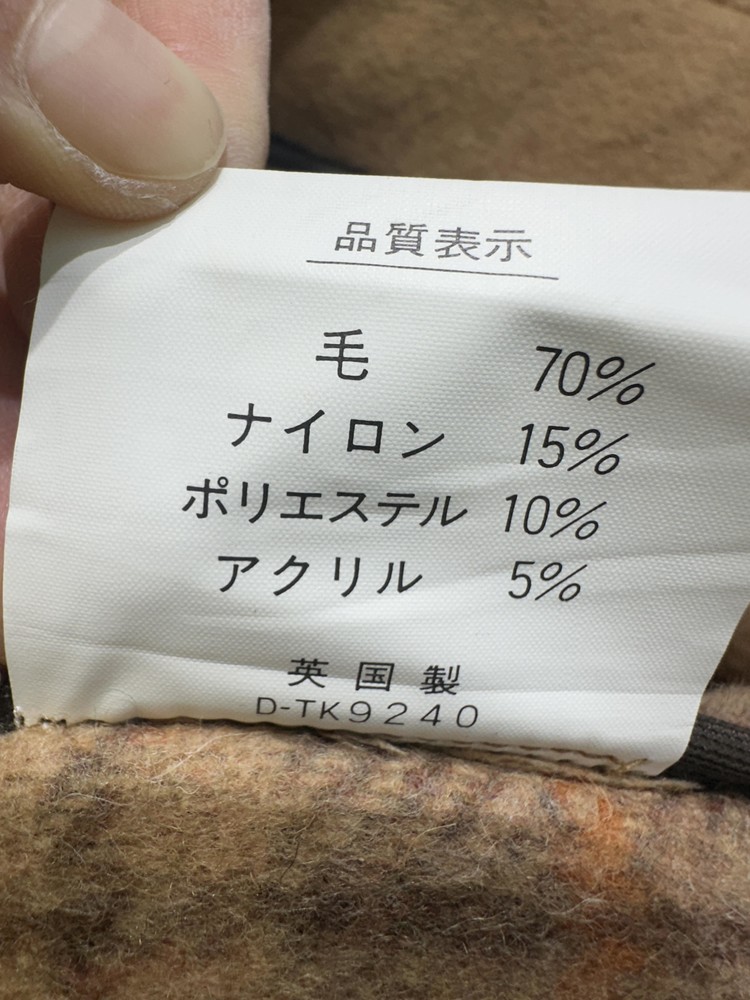 品質表示
毛 70%
ナイロン 15%
ポリエステル 10%
アクリル 5%
英国製
D-TK9240